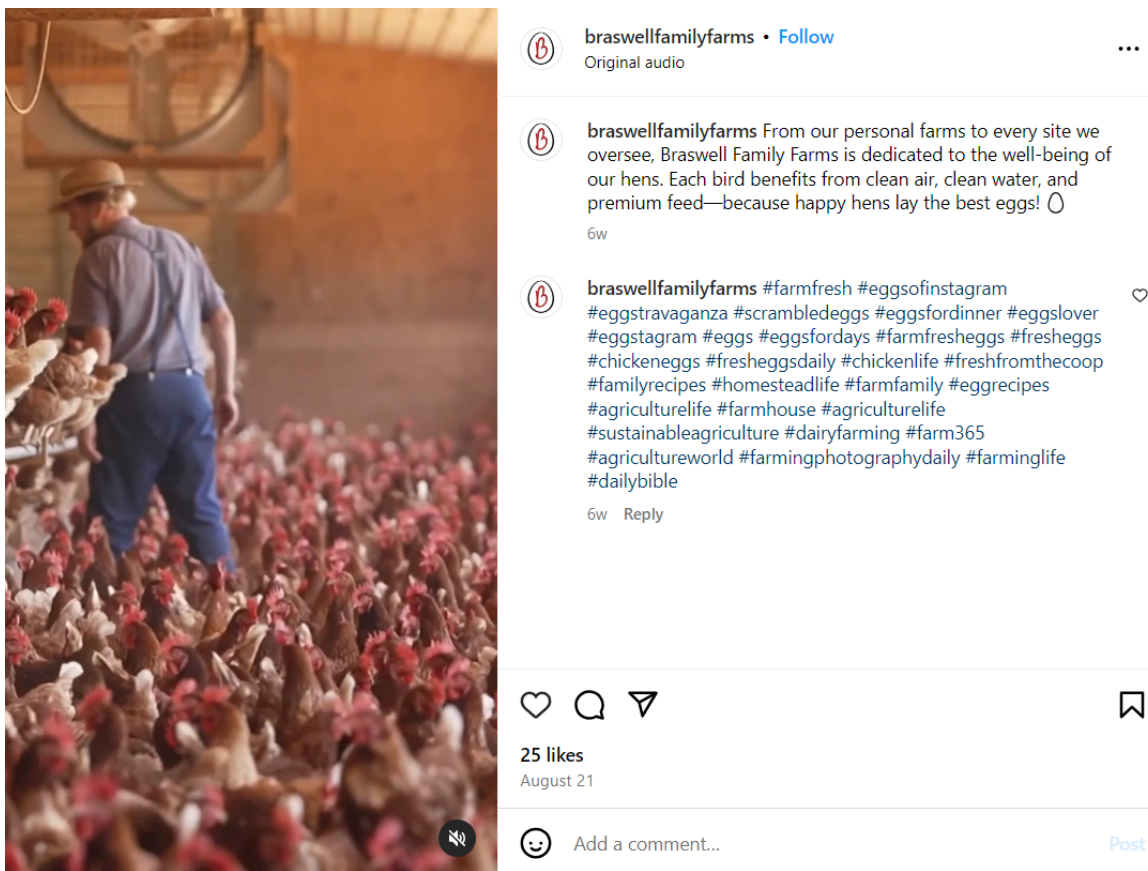 braswellfamilyfarms • Follow
Original audio
braswellfamilyfarms From our personal farms to every site we
oversee, Braswell Family Farms is dedicated to the well-being of
our hens. Each bird benefits from clean air, clean water, and
premium feed—because happy hens lay the best eggs! 🥚
6w
braswellfamilyfarms #farmfresh #eggsofinstagram
#eggstravaganza #scrambledeggs #eggsfordinner #eggslover
#eggstagram #eggs #eggsfordays #farmfresheggs #fresheggs
#chickeneggs #fresheggsdaily #chickenlife #freshfromthecoop
#familyrecipes #homesteadlife #farmfamily #eggrecipes
#agriculturelife #farmhouse #agriculturelife
#sustainableagriculture #dairyfarming #farm365
#agricultureworld #farmingphotographydaily #farminglife
#dailybible
6w Reply
25 likes
August 21
Add a comment...
Post